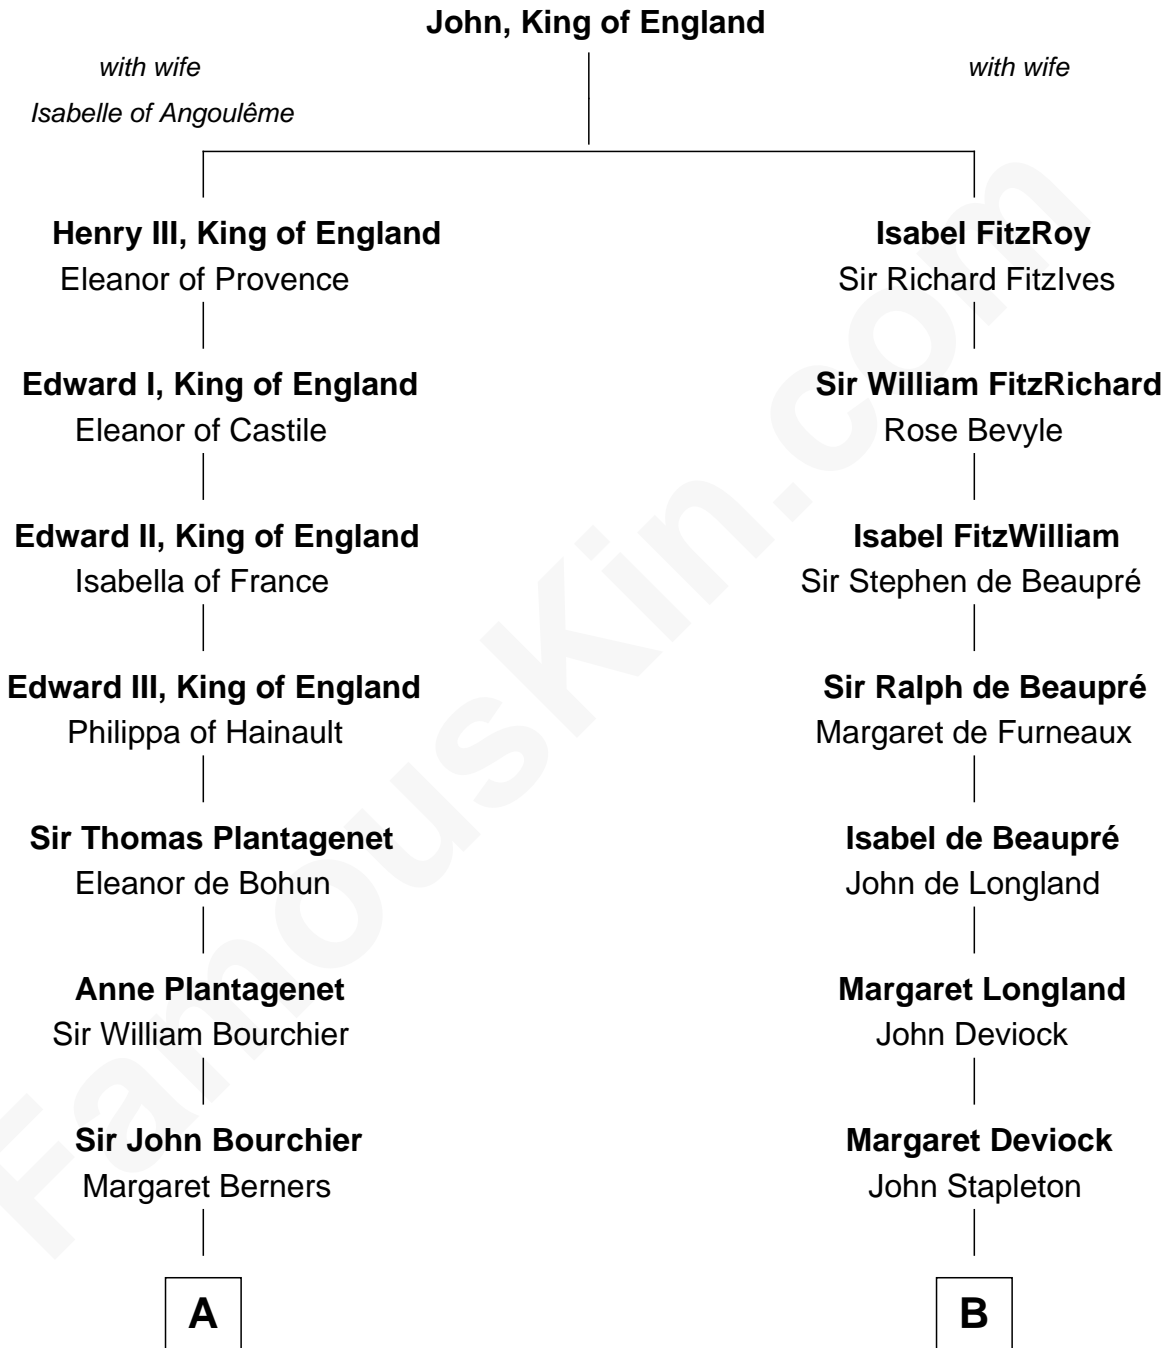 John, King of England
with wife
Isabelle of Angoulême
with wife
Henry III, King of England
Eleanor of Provence
Isabel FitzRoy
Sir Richard FitzIves
Edward I, King of England
Eleanor of Castile
Sir William FitzRichard
Rose Bevyle
Edward II, King of England
Isabella of France
Isabel FitzWilliam
Sir Stephen de Beaupré
Edward III, King of England
Philippa of Hainault
Sir Ralph de Beaupré
Margaret de Furneaux
Sir Thomas Plantagenet
Eleanor de Bohun
Isabel de Beaupré
John de Longland
Anne Plantagenet
Sir William Bourchier
Margaret Longland
John Deviock
Sir John Bourchier
Margaret Berners
Margaret Deviock
John Stapleton
A
B
FamousKin.com